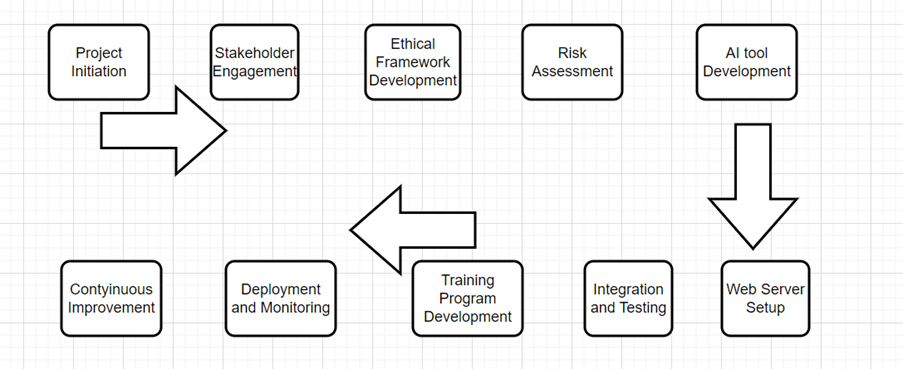 Project
Initiation
Stakeholder
Engagement
Ethical
Framework
Development
Risk
Assessment
AI tool
Development
Contyinuous
Improvement
Deployment
and Monitoring
Training
Program
Development
Integration
and Testing
Web Server
Setup